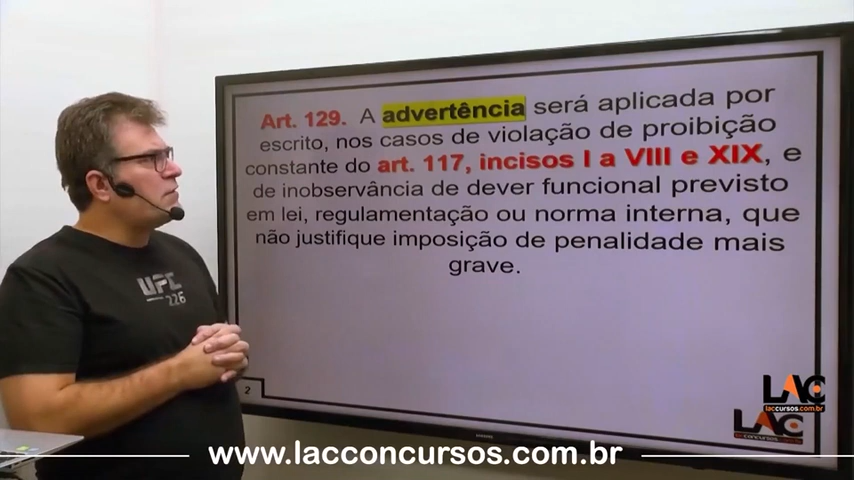 Art. 129. A advertência será aplicada por
escrito, nos casos de violação de proibição
constante do art. 117, incisos I a VIII e XIX, e
de inobservância de dever funcional previsto
em lei, regulamentação ou norma interna, que
não justifique imposição de penalidade mais
grave.
UFC
226
2
LAC
laccursos.com.br
LAC
www.lacconcursos.com.br